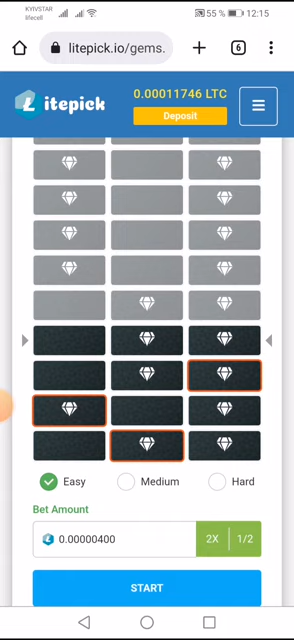 KYIVSTAR
lifecell
55 %
12:15
litepick.io/gems.
6
itepick
0.00011746 LTC
Deposit
Easy
Medium
Hard
Bet Amount
0.00000400
2X
1/2
START